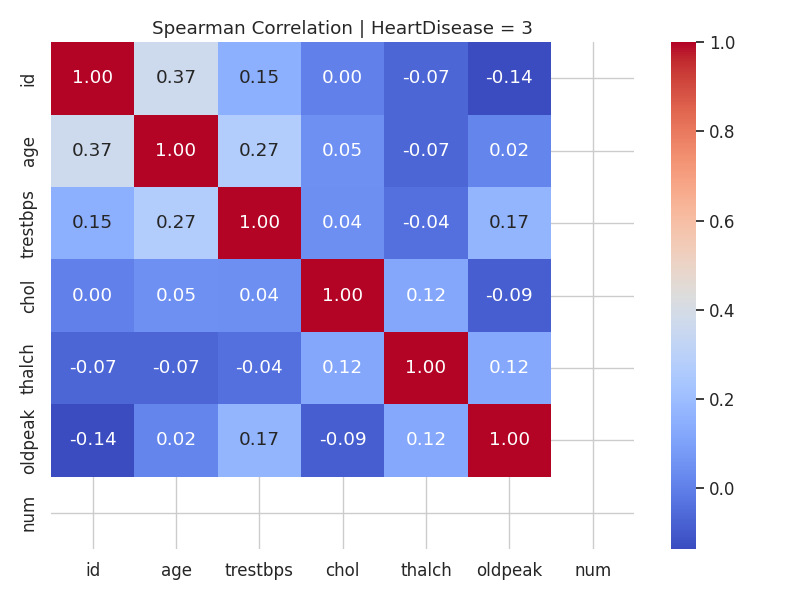 Spearman Correlation | HeartDisease = 3
id 1.00 0.37 0.15 0.00 -0.07 -0.14
age 0.37 1.00 0.27 0.05 -0.07 0.02
trestbps 0.15 0.27 1.00 0.04 -0.04 0.17
chol 0.00 0.05 0.04 1.00 0.12 -0.09
thalch -0.07 -0.07 -0.04 0.12 1.00 0.12
oldpeak -0.14 0.02 0.17 -0.09 0.12 1.00
num
id age trestbps chol thalch oldpeak num
1.0
0.8
0.6
0.4
0.2
0.0